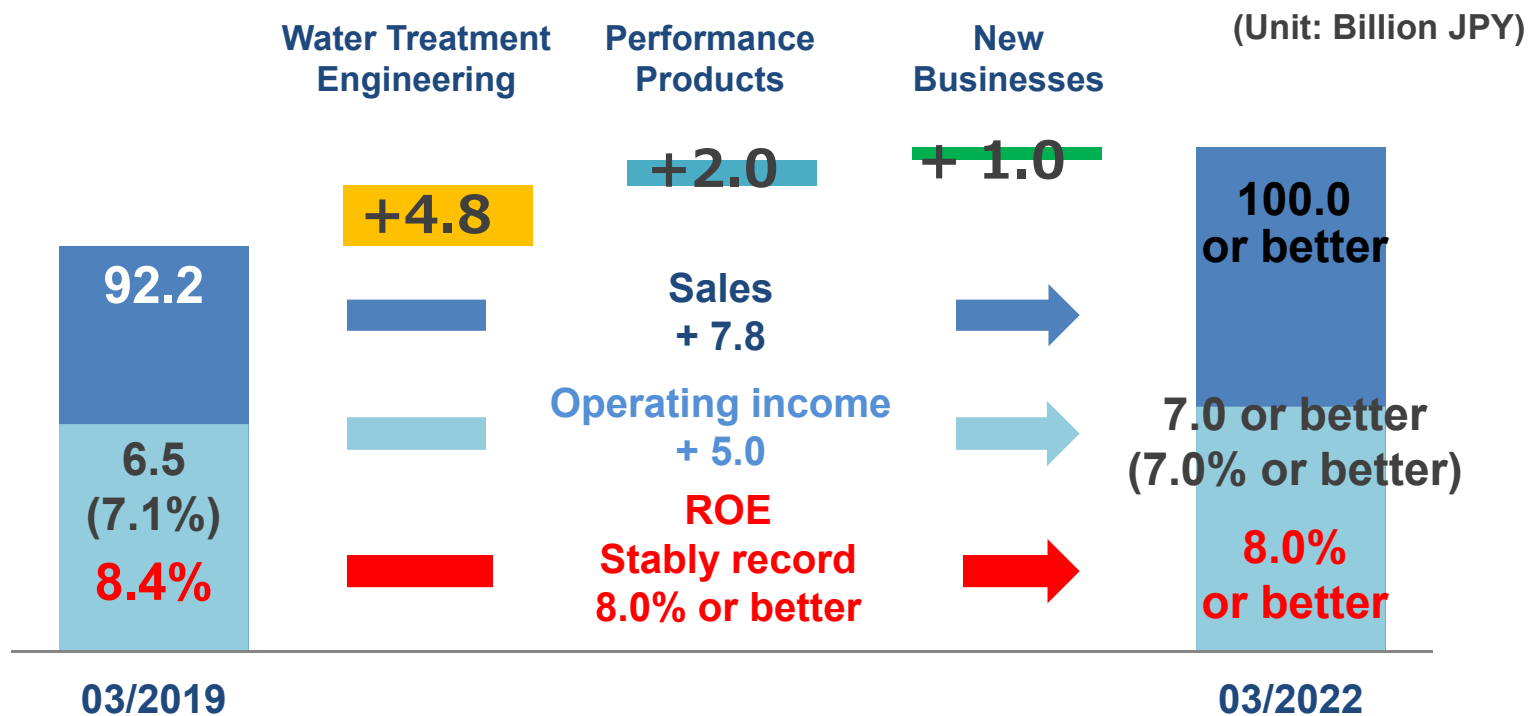 (Unit: Billion JPY)
Water Treatment
Engineering
Performance
Products
New
Businesses
+4.8
+2.0
+ 1.0
92.2
6.5
(7.1%)
8.4%
Sales
+ 7.8
Operating income
+ 5.0
ROE
Stably record
8.0% or better
100.0
or better
7.0 or better
(7.0% or better)
8.0%
or better
03/2019
03/2022